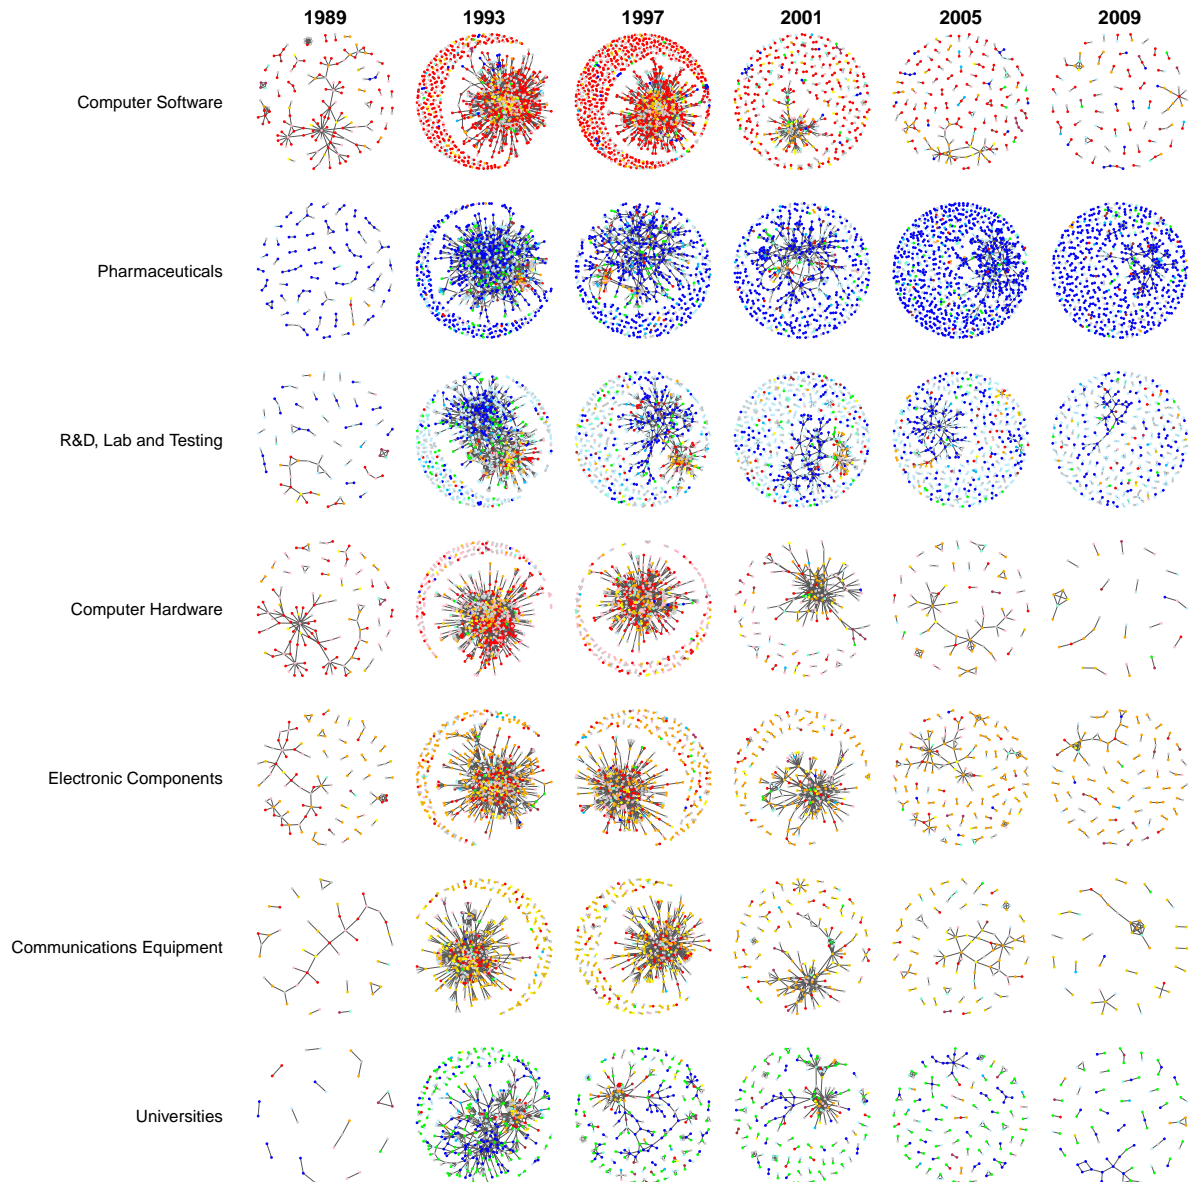 1989 1993 1997 2001 2005 2009
Computer Software
Pharmaceuticals
R&D, Lab and Testing
Computer Hardware
Electronic Components
Communications Equipment
Universities